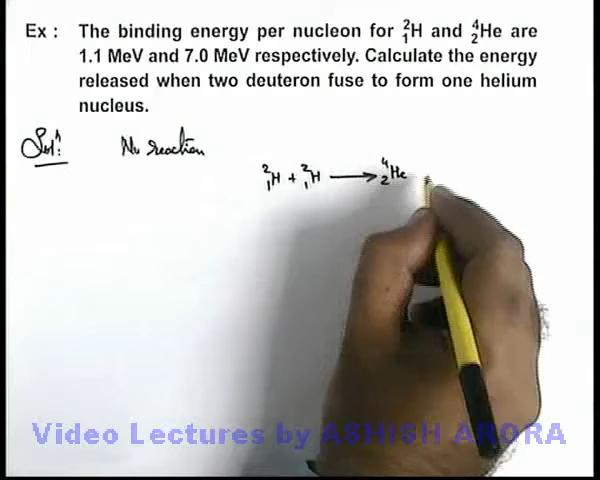 Ex : The binding energy per nucleon for ²₁H and ⁴₂He are
1.1 MeV and 7.0 MeV respectively. Calculate the energy
released when two deuteron fuse to form one helium
nucleus.
Solⁿ: Nu reaction
²₁H + ²₁H ⟶ ⁴₂He
Video Lectures by ASHISH ARORA